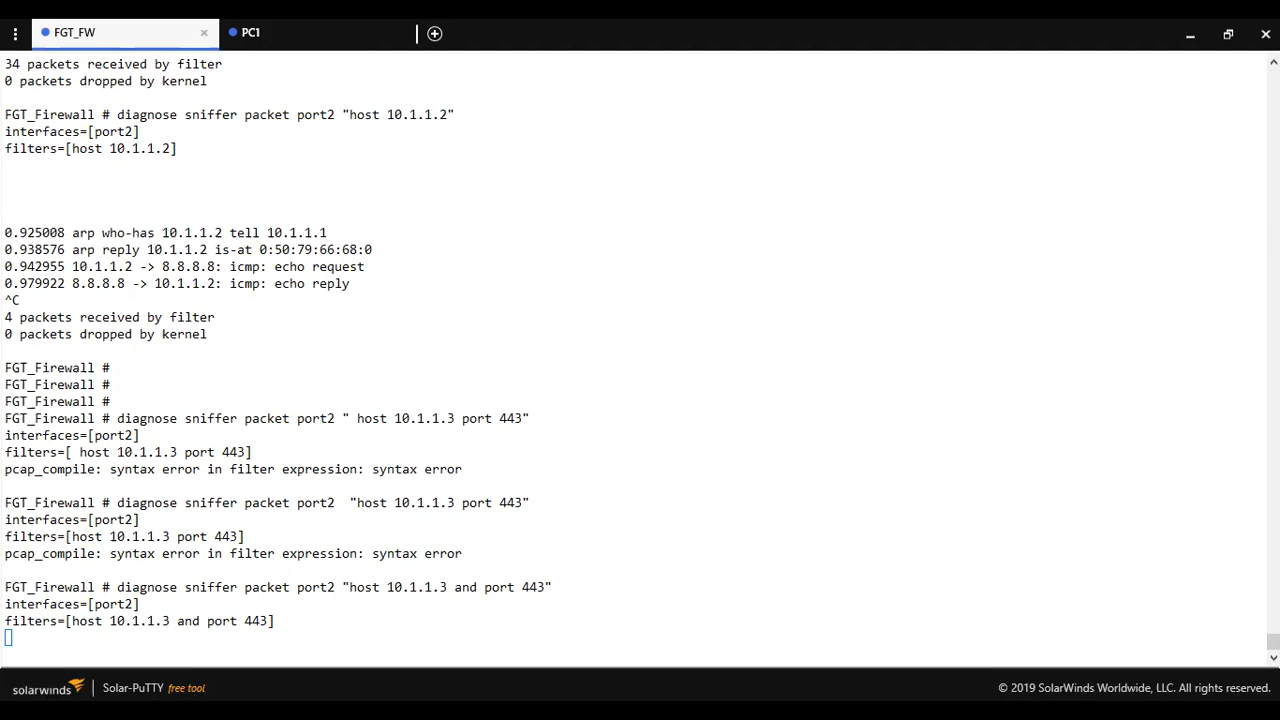 FGT_FW
PC1
34 packets received by filter
0 packets dropped by kernel
FGT_Firewall # diagnose sniffer packet port2 "host 10.1.1.2"
interfaces=[port2]
filters=[host 10.1.1.2]
0.925008 arp who-has 10.1.1.2 tell 10.1.1.1
0.938576 arp reply 10.1.1.2 is-at 0:50:79:66:68:0
0.942955 10.1.1.2 -> 8.8.8.8: icmp: echo request
0.979922 8.8.8.8 -> 10.1.1.2: icmp: echo reply
^C
4 packets received by filter
0 packets dropped by kernel
FGT_Firewall #
FGT_Firewall #
FGT_Firewall #
FGT_Firewall # diagnose sniffer packet port2 " host 10.1.1.3 port 443"
interfaces=[port2]
filters=[ host 10.1.1.3 port 443]
pcap_compile: syntax error in filter expression: syntax error
FGT_Firewall # diagnose sniffer packet port2  "host 10.1.1.3 port 443"
interfaces=[port2]
filters=[host 10.1.1.3 port 443]
pcap_compile: syntax error in filter expression: syntax error
FGT_Firewall # diagnose sniffer packet port2 "host 10.1.1.3 and port 443"
interfaces=[port2]
filters=[host 10.1.1.3 and port 443]
solarwinds Solar-PuTTY free tool © 2019 SolarWinds Worldwide, LLC. All rights reserved.